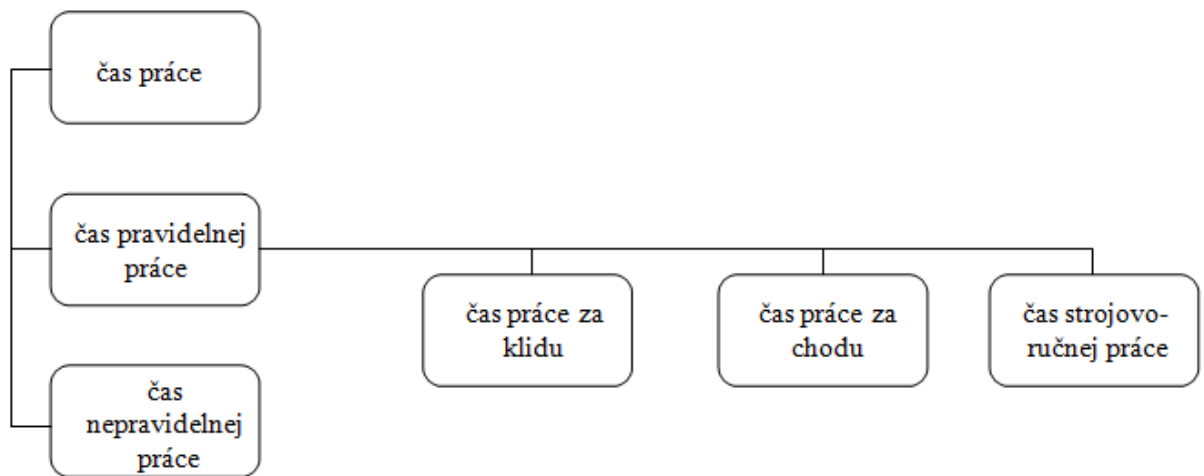 čas práce
čas pravidelnej
práce
čas práce za
klidu
čas práce za
chodu
čas strojovo-
ručnej práce
čas
nepravidelnej
práce